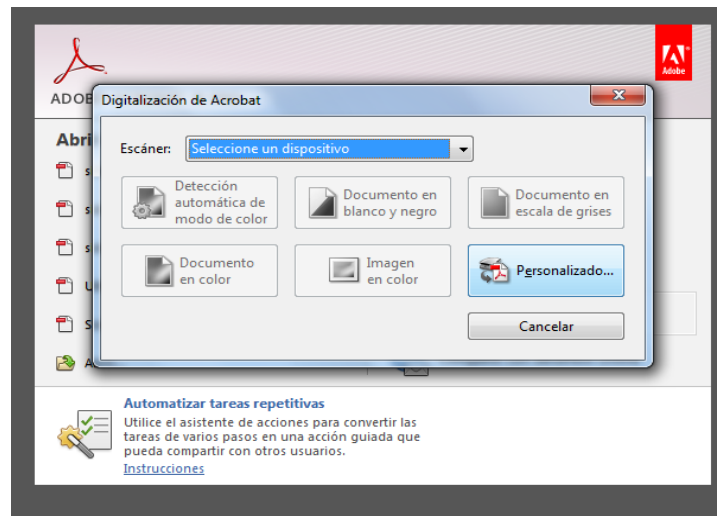 Adobe
ADOB
Digitalización de Acrobat
Abri
Escáner:
Seleccione un dispositivo
s
Detección
automática de
modo de color
Documento en
blanco y negro
Documento en
escala de grises
s
s
Documento
en color
Imagen
en color
Personalizado...
U
S
Cancelar
A
Automatizar tareas repetitivas
Utilice el asistente de acciones para convertir las
tareas de varios pasos en una acción guiada que
pueda compartir con otros usuarios.
Instrucciones